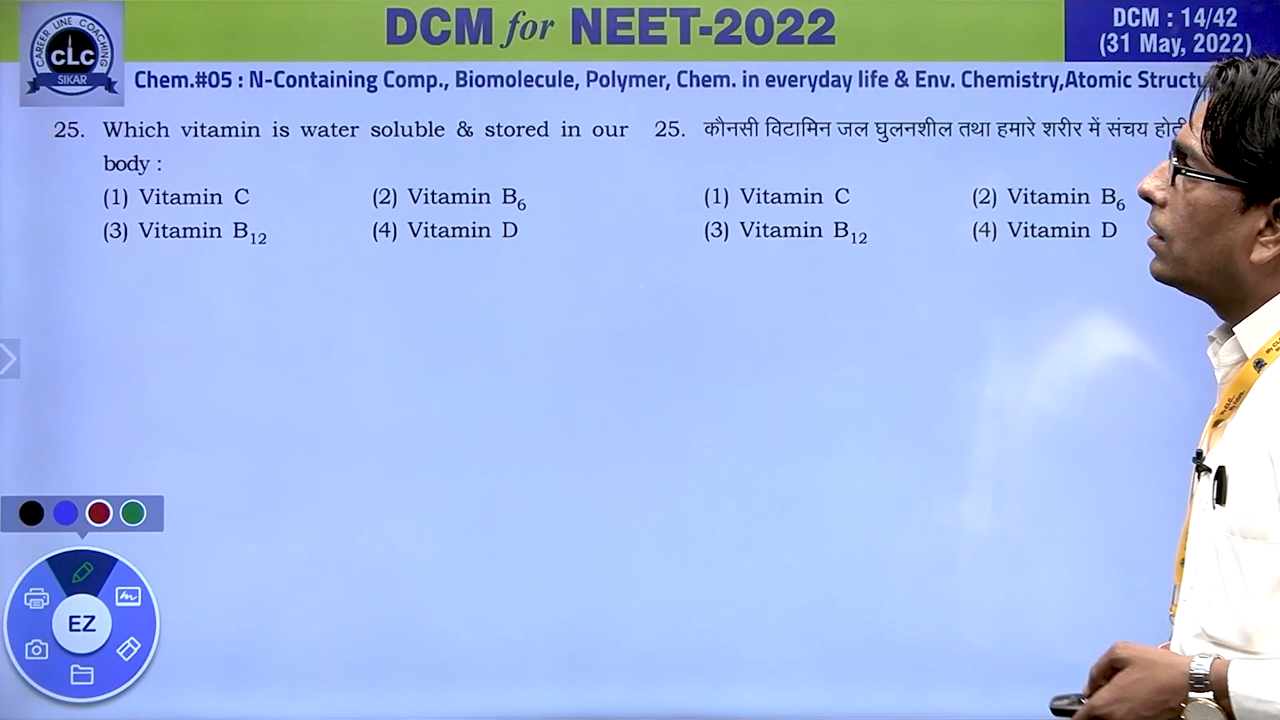 DCM for NEET-2022
DCM : 14/42
(31 May, 2022)
CAREER LINE COACHING
CLC
SIKAR
Chem.#05 : N-Containing Comp., Biomolecule, Polymer, Chem. in everyday life & Env. Chemistry,Atomic
25. Which vitamin is water soluble & stored in our
body :
(1) Vitamin C (2) Vitamin B6
(3) Vitamin B12 (4) Vitamin D
25. कौनसी विटामिन जल घुलनशील तथा हमारे शरीर में संचय
(1) Vitamin C (2) Vitamin B6
(3) Vitamin B12 (4) Vitamin D
EZ